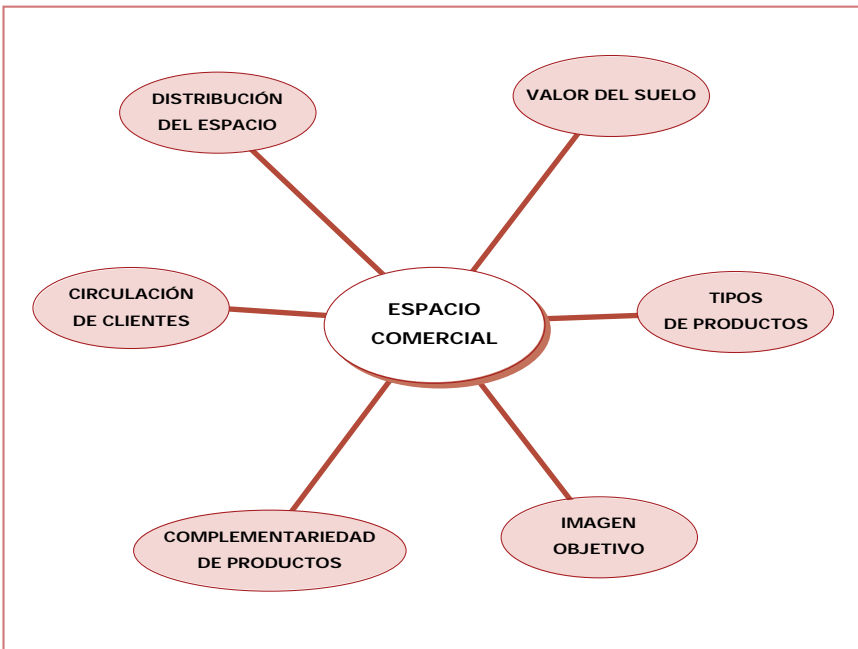 DISTRIBUCIÓN
DEL ESPACIO
VALOR DEL SUELO
CIRCULACIÓN
DE CLIENTES
ESPACIO
COMERCIAL
TIPOS
DE PRODUCTOS
COMPLEMENTARIEDAD
DE PRODUCTOS
IMAGEN
OBJETIVO